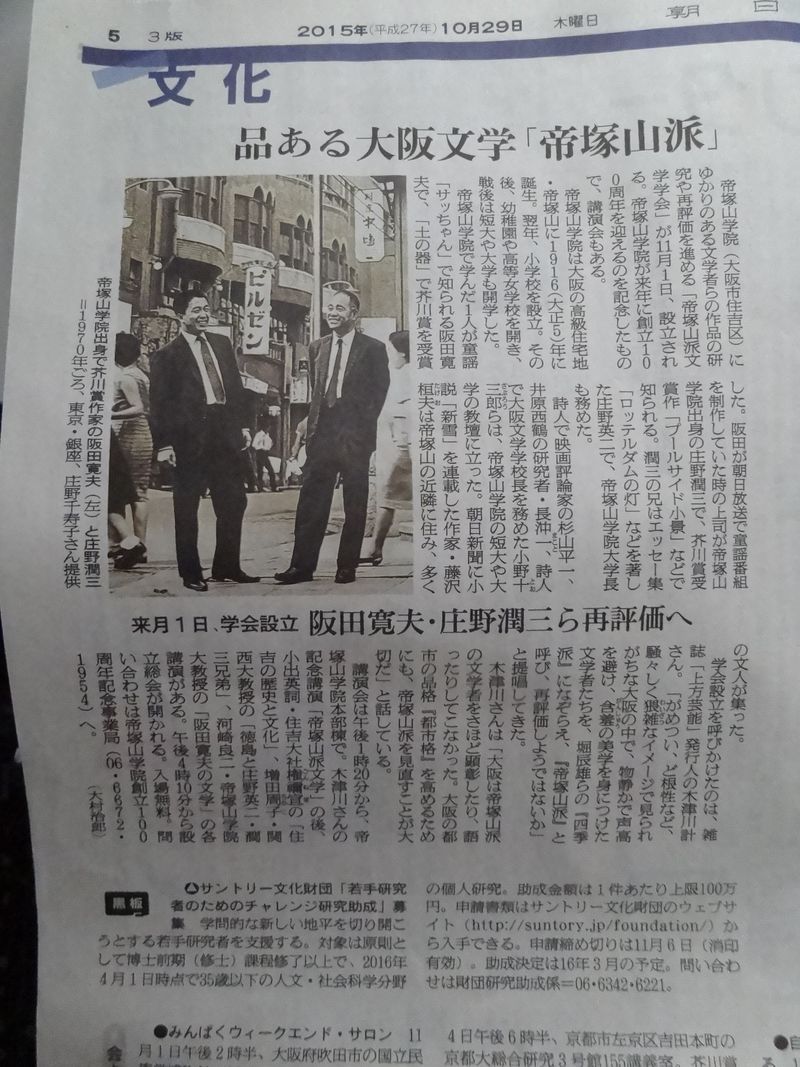 5 3版 2015年(平成27年)10月29日 木曜日 朝日
文化
品ある大阪文学「帝塚山派」
帝塚山学院（大阪市住吉区）に
ゆかりのある文学者らの作品の研
究や再評価を進める「帝塚山派文
学学会」が11月1日、設立され
る。帝塚山学院が来年に創立10
0周年を迎えるのを記念したもの
で、講演会もある。
帝塚山学院は大阪の高級住宅地
・帝塚山に1916（大正5）年に
誕生。翌年、小学校を設立。その
後、幼稚園や高等女学校を開き、
戦後は短大や大学も開学した。
帝塚山学院で学んだ1人が童謡
「サッちゃん」で知られる阪田寛
夫で、「土の器」で芥川賞を受賞
した。阪田が朝日放送で童謡番組
を制作していた時の上司が帝塚山
学院出身の庄野潤三で、芥川賞受
賞作「プールサイド小景」などで
知られる。潤三の兄はエッセー集
「ロッテルダムの灯」などを著し
た庄野英二で、帝塚山学院大学長
も務めた。
詩人で映画評論家の杉山平一、
井原西鶴の研究者・長沖一、詩人
で大阪文学学校長を務めた小野十
三郎らは、帝塚山学院の短大や大
学の教壇に立った。朝日新聞に小
説「新雪」を連載した作家・藤沢
桓夫は帝塚山の近隣に住み、多く
ビルゼン
帝塚山学院出身で芥川賞作家の阪田寛夫（左）と庄野潤三
＝1970年ごろ、東京・銀座、庄野千寿子さん提供
来月1日、学会設立 阪田寛夫・庄野潤三ら再評価へ
の文人が集った。
学会設立を呼びかけたのは、雑
誌「上方芸能」発行人の木津川計
さん。「がめつい、ど根性など、
騒々しく猥雑なイメージで見られ
がちな大阪の中で、物静かで声高
を避け、含羞の美学を身につけた
文学者たちを、堀辰雄らの『四季
派』になぞらえ、『帝塚山派』と
呼び、再評価しようではないか」
と提唱してきた。
木津川さんは「大阪は帝塚山派
の文学者をさほど顕彰したり、語
ったりしてこなかった。大阪の都
市の品格『都市格』を高めるため
にも、帝塚山派を見直すことが大
切だ」と話している。
講演会は午後1時20分から、帝
塚山学院本部棟で。木津川さんの
記念講演「帝塚山派文学」の後、
小出英詞・住吉大社権禰宜の「住
吉の歴史と文化」、増田周子・関
西大教授の「徳島と庄野英二・潤
三兄弟」、河崎良二・帝塚山学院
大教授の「阪田寛夫の文学」の各
講演がある。午後4時10分から設
立総会が開かれる。入場無料。問
い合わせは帝塚山学院創立100
周年記念事業局（06・6672・
1954）へ。
（大村治郎）
黒板
サントリー文化財団「若手研究
者のためのチャレンジ研究助成」募
集 学問的な新しい地平を切り開こ
うとする若手研究者を支援する。対象は原則と
して博士前期（修士）課程修了以上で、2016年
4月1日時点で35歳以下の人文・社会科学分野
の個人研究。助成金額は1件あたり上限100万
円。申請書類はサントリー文化財団のウェブサ
イト（http://suntory.jp/foundation/）か
ら入手できる。申請締め切りは11月6日（消印
有効）。助成決定は16年3月の予定。問い合わ
せは財団研究助成係＝06・6342・6221。
会
●みんぱくウィークエンド・サロン 11
月1日午後2時半、大阪府吹田市の国立民
4日午後6時半、京都市左京区吉田本町の
京都大総合研究3号館155講義室。芥川賞